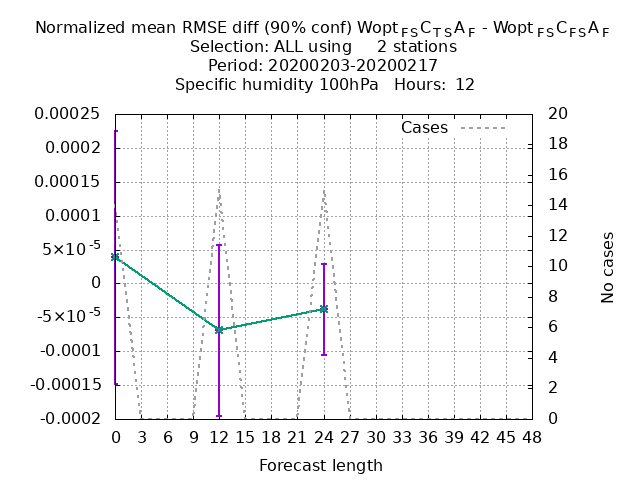 Normalized mean RMSE diff (90% conf) Wopt FS C TS A F - Wopt FS C FS A F
Selection: ALL using 2 stations
Period: 20200203-20200217
Specific humidity 100hPa Hours: 12
Cases
0.00025
0.0002
0.00015
0.0001
5×10-5
0
-5×10-5
-0.0001
-0.00015
-0.0002
20
18
16
14
12
10
8
6
4
2
0
No cases
0 3 6 9 12 15 18 21 24 27 30 33 36 39 42 45 48
Forecast length